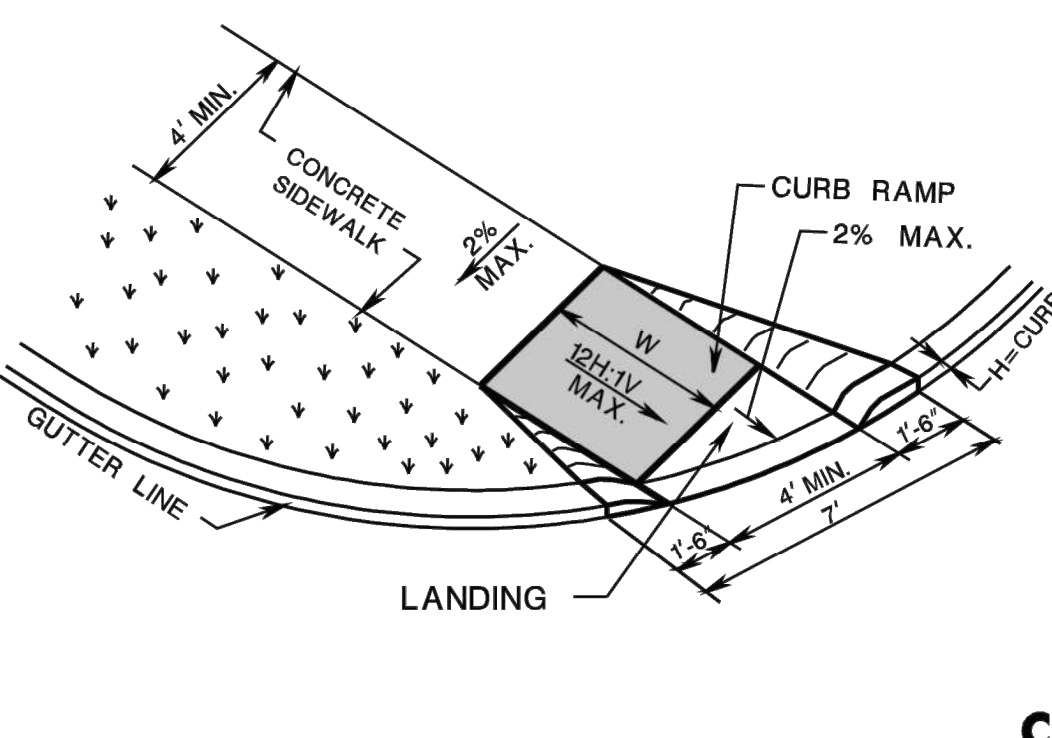 4' MIN.
CONCRETE
SIDEWALK
2%
MAX.
CURB RAMP
2% MAX.
W
12H:1V
MAX.
H=CURB
GUTTER LINE
1'-6"
4' MIN.
7'
1'-6"
LANDING